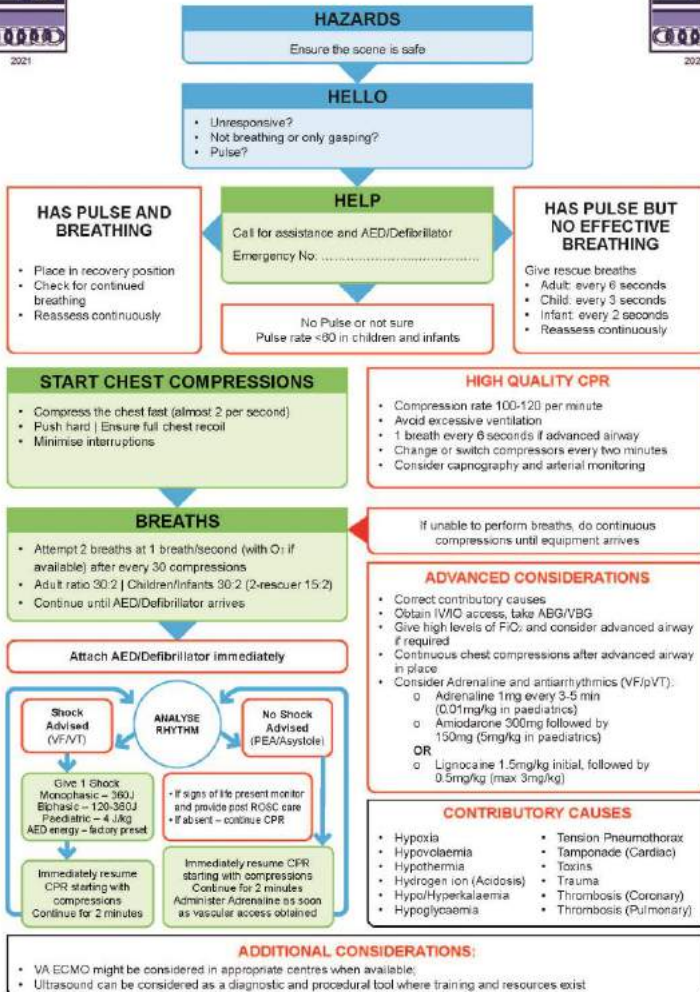 2021
202
HAZARDS
Ensure the scene is safe
HELLO
• Unresponsive?
• Not breathing or only gasping?
• Pulse?
HAS PULSE AND
BREATHING
• Place in recovery position
• Check for continued
breathing
• Reassess continuously
HELP
Call for assistance and AED/Defibrillator
Emergency No: ............................................
HAS PULSE BUT
NO EFFECTIVE
BREATHING
Give rescue breaths
• Adult: every 6 seconds
• Child: every 3 seconds
• Infant: every 2 seconds
• Reassess continuously
No Pulse or not sure
Pulse rate <60 in children and infants
START CHEST COMPRESSIONS
• Compress the chest fast (almost 2 per second)
• Push hard | Ensure full chest recoil
• Minimise interruptions
HIGH QUALITY CPR
• Compression rate 100-120 per minute
• Avoid excessive ventilation
• 1 breath every 6 seconds if advanced airway
• Change or switch compressors every two minutes
• Consider capnography and arterial monitoring
BREATHS
• Attempt 2 breaths at 1 breath/second (with O₂ if
available) after every 30 compressions
• Adult ratio 30:2 | Children/Infants 30:2 (2-rescuer 15:2)
• Continue until AED/Defibrillator arrives
If unable to perform breaths, do continuous
compressions until equipment arrives
Attach AED/Defibrillator immediately
ADVANCED CONSIDERATIONS
• Correct contributory causes
• Obtain IV/IO access, take ABG/VBG
• Give high levels of FiO₂ and consider advanced airway
if required
• Continuous chest compressions after advanced airway
in place
• Consider Adrenaline and antiarrhythmics (VF/pVT):
o Adrenaline 1mg every 3-5 min
(0.01mg/kg in paediatrics)
o Amiodarone 300mg followed by
150mg (5mg/kg in paediatrics)
OR
o Lignocaine 1.5mg/kg initial, followed by
0.5mg/kg (max 3mg/kg)
Shock
Advised
(VF/VT)
ANALYSE
RHYTHM
No Shock
Advised
(PEA/Asystole)
Give 1 Shock
Monophasic – 360J
Biphasic – 120-360J
Paediatric – 4 J/kg
AED energy – factory preset
• If signs of life present monitor
and provide post ROSC care
• If absent – continue CPR
Immediately resume
CPR starting with
compressions
Continue for 2 minutes
Immediately resume CPR
starting with compressions
Continue for 2 minutes
Administer Adrenaline as soon
as vascular access obtained
CONTRIBUTORY CAUSES
• Hypoxia
• Hypovolaemia
• Hypothermia
• Hydrogen ion (Acidosis)
• Hypo/Hyperkalaemia
• Hypoglycaemia
• Tension Pneumothorax
• Tamponade (Cardiac)
• Toxins
• Trauma
• Thrombosis (Coronary)
• Thrombosis (Pulmonary)
ADDITIONAL CONSIDERATIONS:
• VA ECMO might be considered in appropriate centres when available;
• Ultrasound can be considered as a diagnostic and procedural tool where training and resources exist